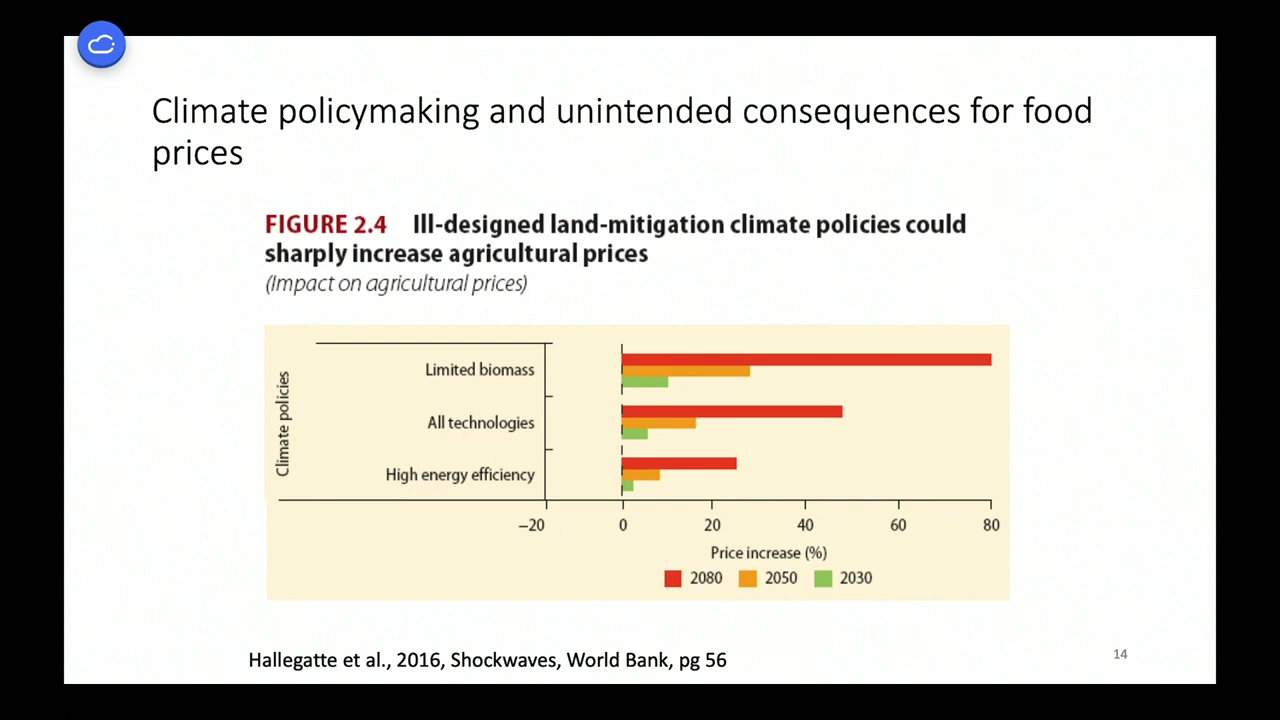 Climate policymaking and unintended consequences for food
prices
FIGURE 2.4 Ill-designed land-mitigation climate policies could
sharply increase agricultural prices
(Impact on agricultural prices)
Climate policies
Limited biomass
All technologies
High energy efficiency
−20 0 20 40 60 80
Price increase (%)
2080 2050 2030
Hallegatte et al., 2016, Shockwaves, World Bank, pg 56
14